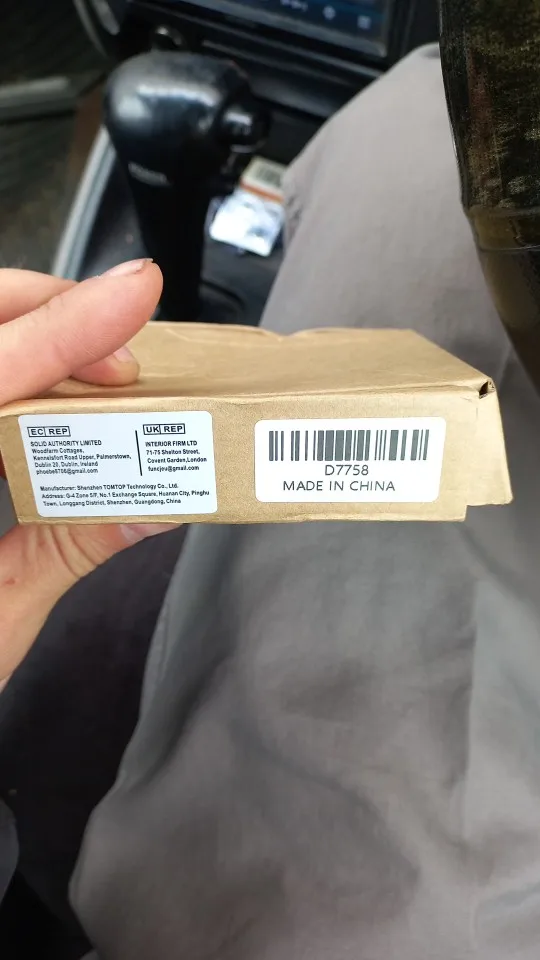 EC REP
SOLID AUTHORITY LIMITED
Woodfarm Cottages,
Kennelsfort Road Upper, Palmerstown,
Dublin 20, Dublin, Ireland
phoebe6706@gmail.com
UK REP
INTERIOR FIRM LTD
71-75 Shelton Street,
Covent Garden,London
funcjeu@gmail.com
Manufacturer: Shenzhen TOMTOP Technology Co., Ltd.
Address: G-4 Zone 5/F, No.1 Exchange Square, Huanan City, Pinghu
Town, Longgang District, Shenzhen, Guangdong, China
D7758
MADE IN CHINA